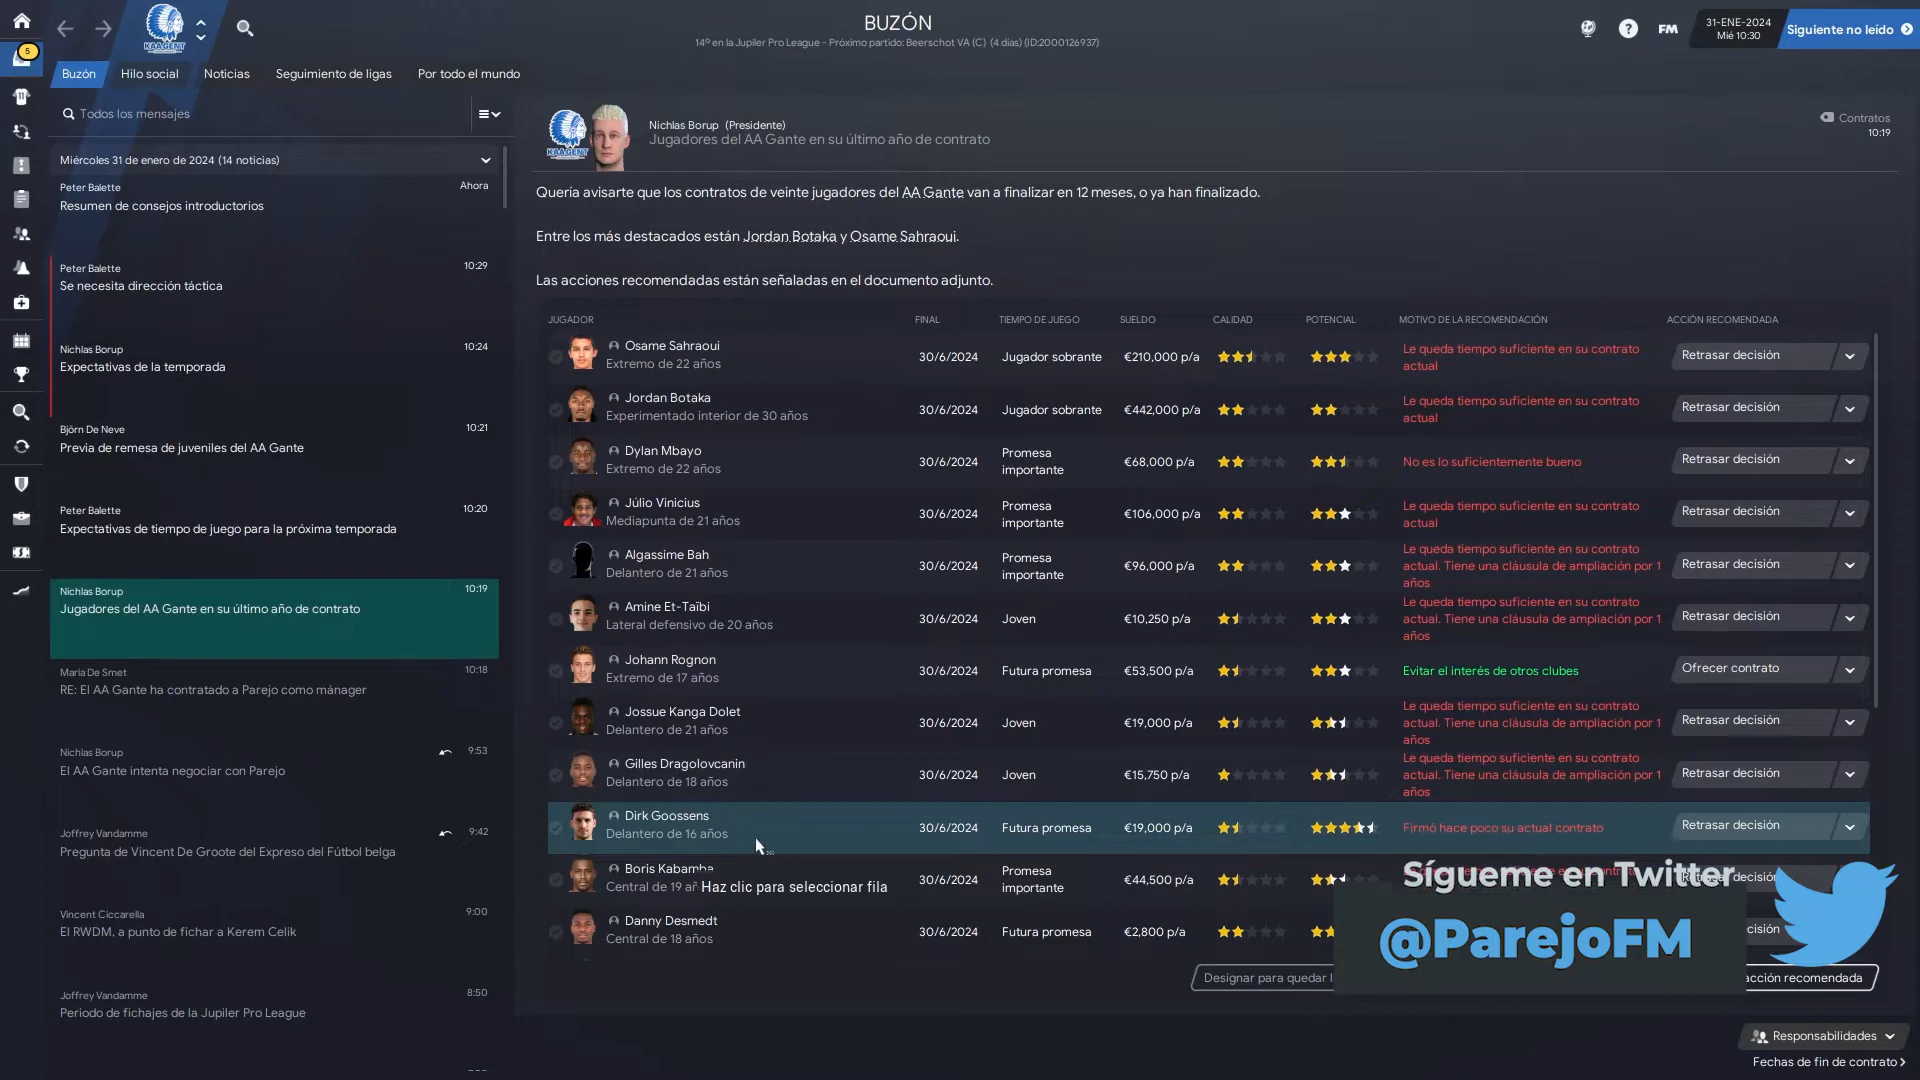 BUZÓN
14º en la Jupiler Pro League - Próximo partido: Beerschot VA (C) (4 días) (ID:2000126937)
KAA GENT
FM
31-ENE-2024
Mié 10:30
Siguiente no leído
5
Buzón
Hilo social
Noticias
Seguimiento de ligas
Por todo el mundo
Todos los mensajes
Miércoles 31 de enero de 2024 (14 noticias)
Peter Balette
Ahora
Resumen de consejos introductorios
Peter Balette
10:29
Se necesita dirección táctica
Nichlas Borup
10:24
Expectativas de la temporada
Björn De Neve
10:21
Previa de remesa de juveniles del AA Gante
Peter Balette
10:20
Expectativas de tiempo de juego para la próxima temporada
Nichlas Borup
10:19
Jugadores del AA Gante en su último año de contrato
Maria De Smet
10:18
RE: El AA Gante ha contratado a Parejo como mánager
Nichlas Borup
9:53
El AA Gante intenta negociar con Parejo
Joffrey Vandamme
9:42
Pregunta de Vincent De Groote del Expreso del Fútbol belga
Vincent Ciccarella
9:00
El RWDM, a punto de fichar a Kerem Celik
Joffrey Vandamme
8:50
Periodo de fichajes de la Jupiler Pro League
KAA GENT
Nichlas Borup (Presidente)
Jugadores del AA Gante en su último año de contrato
Contratos
10:19
Quería avisarte que los contratos de veinte jugadores del AA Gante van a finalizar en 12 meses, o ya han finalizado.
Entre los más destacados están Jordan Botaka y Osame Sahraoui.
Las acciones recomendadas están señaladas en el documento adjunto.
JUGADOR FINAL TIEMPO DE JUEGO SUELDO CALIDAD POTENCIAL MOTIVO DE LA RECOMENDACIÓN ACCIÓN RECOMENDADA
Osame Sahraoui
Extremo de 22 años
30/6/2024 Jugador sobrante €210,000 p/a
Le queda tiempo suficiente en su contrato
actual
Retrasar decisión
Jordan Botaka
Experimentado interior de 30 años
30/6/2024 Jugador sobrante €442,000 p/a
Le queda tiempo suficiente en su contrato
actual
Retrasar decisión
Dylan Mbayo
Extremo de 22 años
30/6/2024
Promesa
importante
€68,000 p/a
No es lo suficientemente bueno
Retrasar decisión
Júlio Vinicius
Mediapunta de 21 años
30/6/2024
Promesa
importante
€106,000 p/a
Le queda tiempo suficiente en su contrato
actual
Retrasar decisión
Algassime Bah
Delantero de 21 años
30/6/2024
Promesa
importante
€96,000 p/a
Le queda tiempo suficiente en su contrato
actual. Tiene una cláusula de ampliación por 1
años
Retrasar decisión
Amine Et-Taïbi
Lateral defensivo de 20 años
30/6/2024 Joven €10,250 p/a
Le queda tiempo suficiente en su contrato
actual. Tiene una cláusula de ampliación por 1
años
Retrasar decisión
Johann Rognon
Extremo de 17 años
30/6/2024 Futura promesa €53,500 p/a
Evitar el interés de otros clubes
Ofrecer contrato
Jossue Kanga Dolet
Delantero de 21 años
30/6/2024 Joven €19,000 p/a
Le queda tiempo suficiente en su contrato
actual. Tiene una cláusula de ampliación por 1
años
Retrasar decisión
Gilles Dragolovcanin
Delantero de 18 años
30/6/2024 Joven €15,750 p/a
Le queda tiempo suficiente en su contrato
actual. Tiene una cláusula de ampliación por 1
años
Retrasar decisión
Dirk Goossens
Delantero de 16 años
30/6/2024 Futura promesa €19,000 p/a
Firmó hace poco su actual contrato
Retrasar decisión
Boris Kabamba
Central de 19 añ
Haz clic para seleccionar fila
30/6/2024
Promesa
importante
€44,500 p/a
Danny Desmedt
Central de 18 años
30/6/2024 Futura promesa €2,800 p/a
Sígueme en Twitter
@ParejoFM
Designar para quedar l
acción recomendada
Responsabilidades
Fechas de fin de contrato